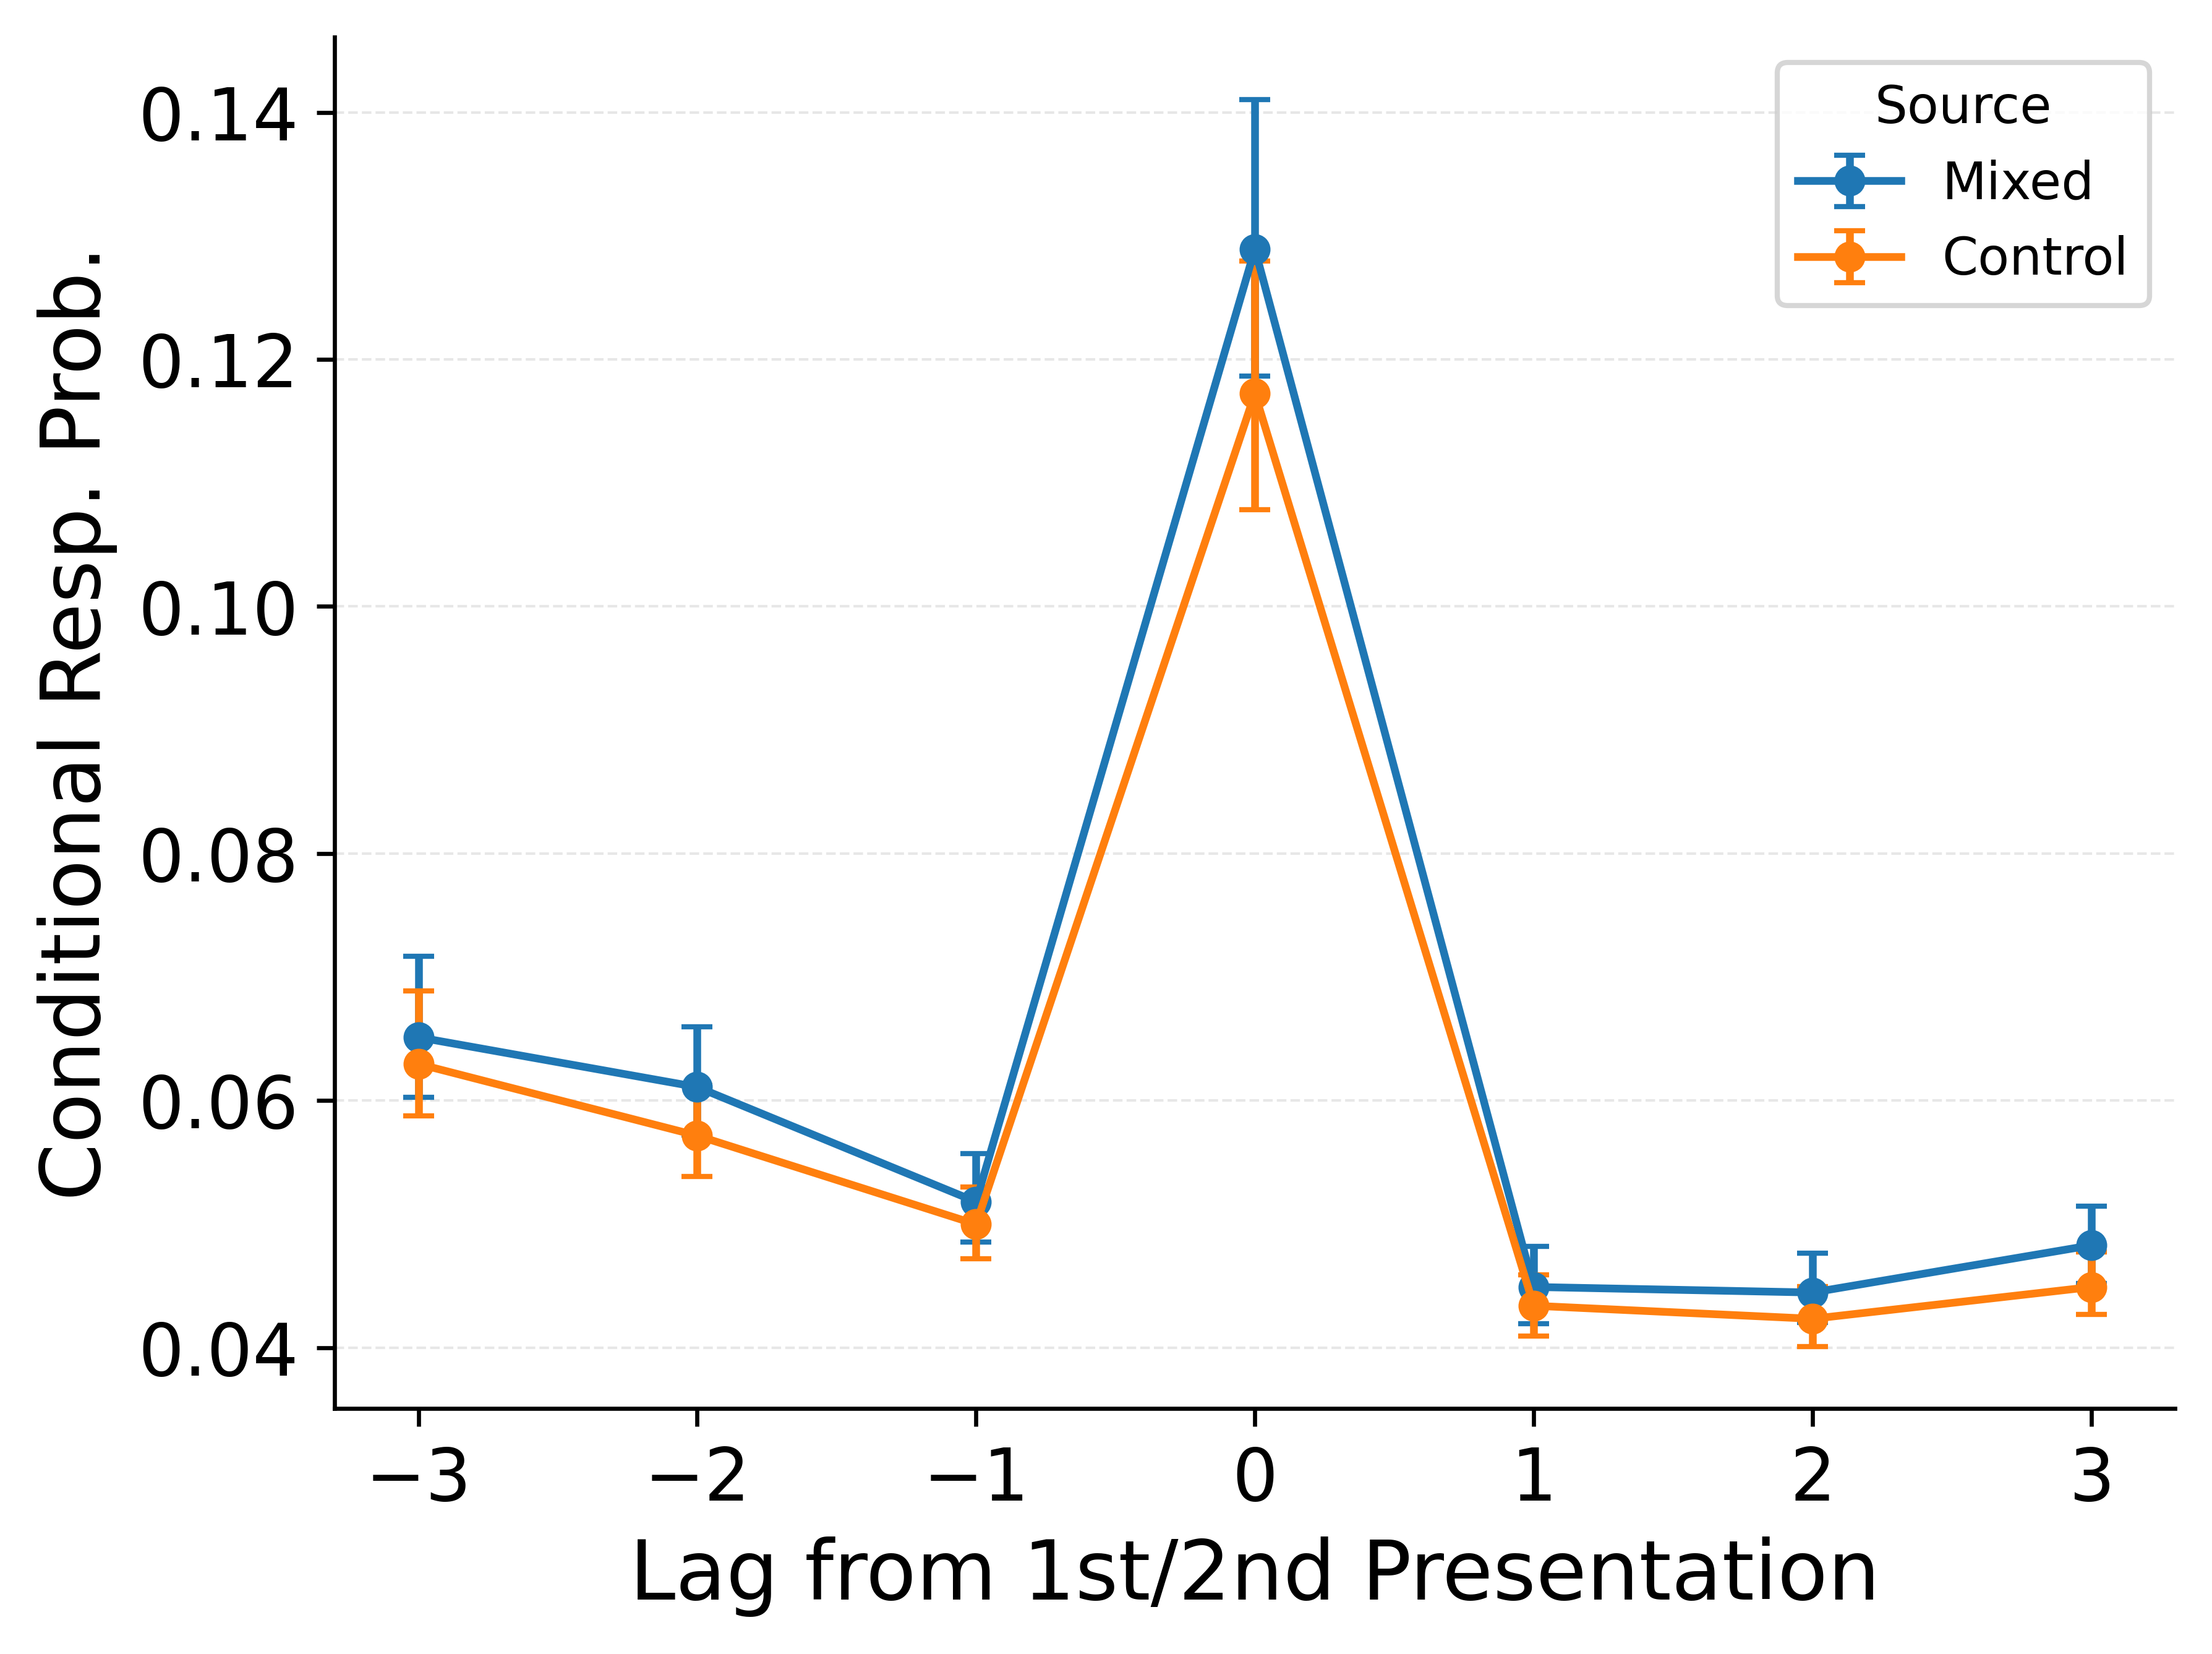 Source
Mixed
Control
0.14
0.12
0.10
0.08
0.06
0.04
Conditional Resp. Prob.
−3 −2 −1 0 1 2 3
Lag from 1st/2nd Presentation